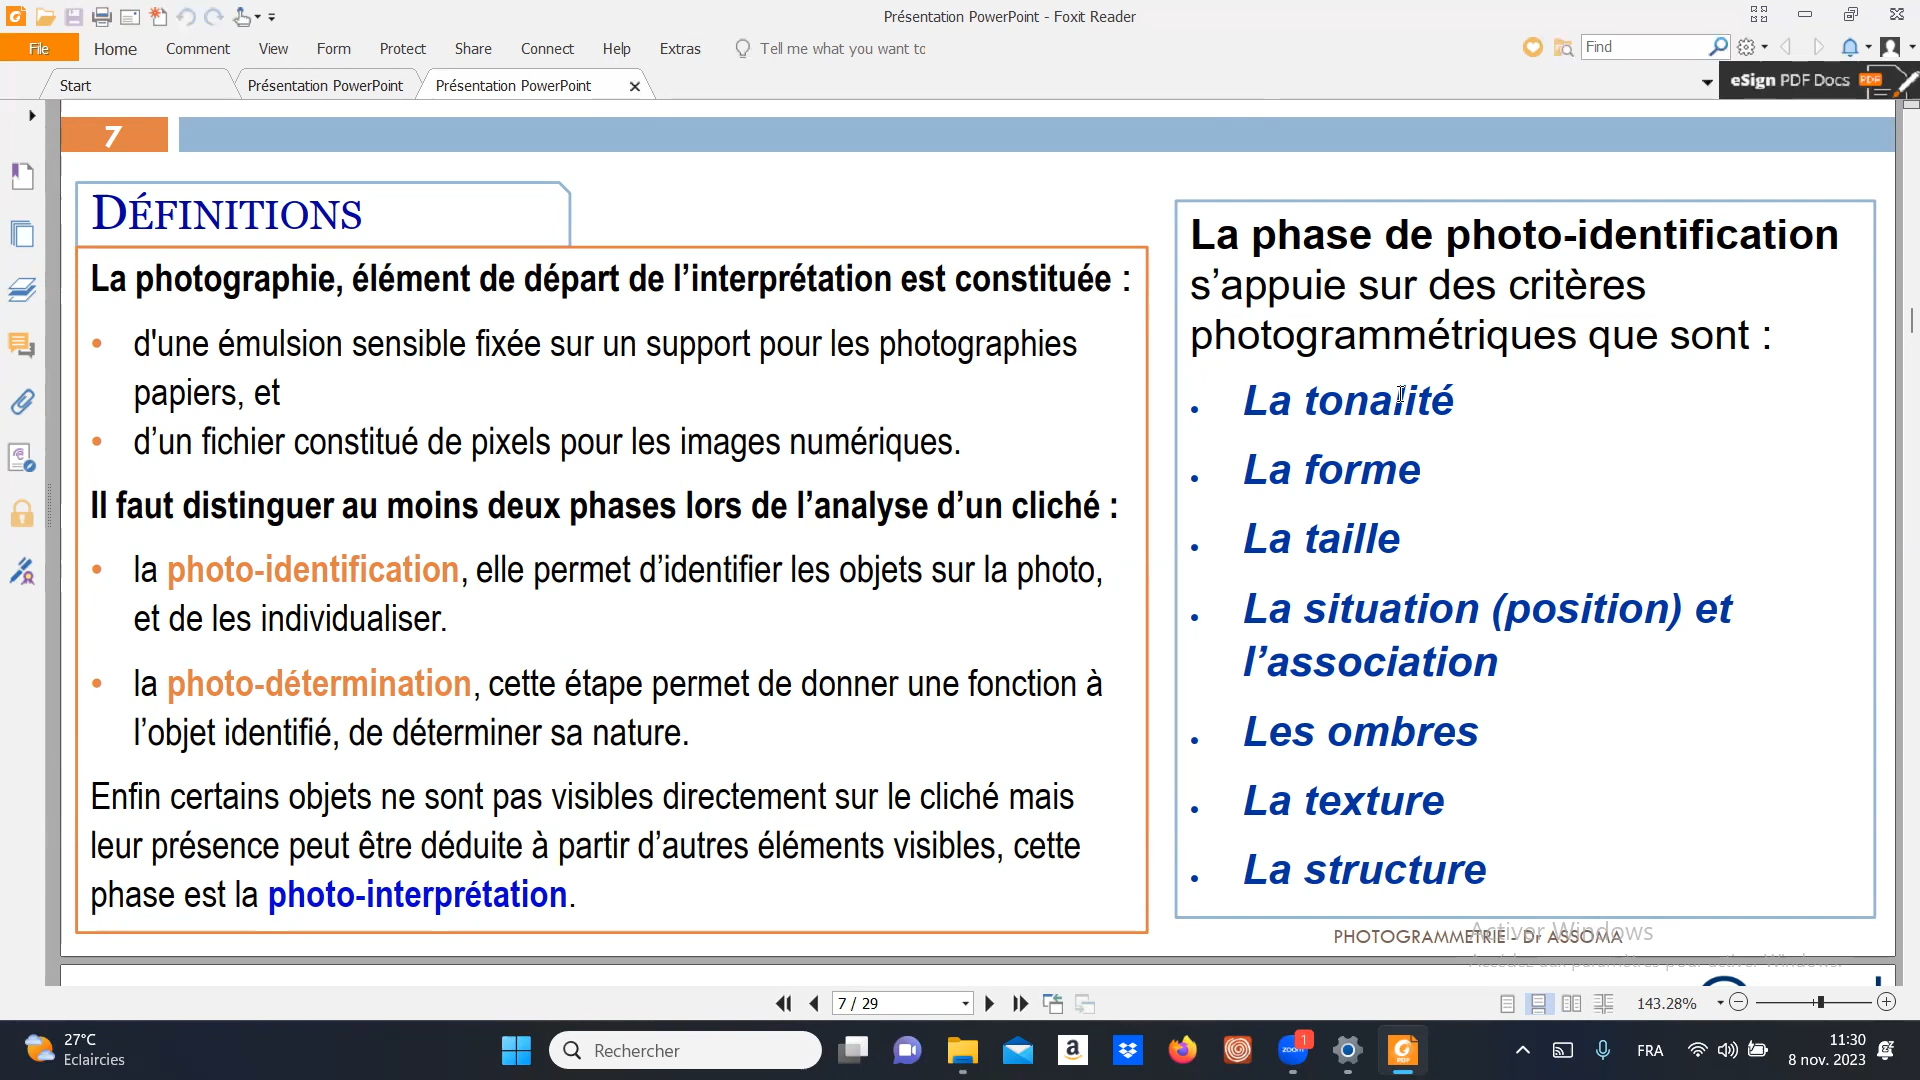 Présentation PowerPoint - Foxit Reader
File Home Comment View Form Protect Share Connect Help Extras Tell me what you want to Find
Start Présentation PowerPoint Présentation PowerPoint eSign PDF Docs PDF
7
DÉFINITIONS
La photographie, élément de départ de l’interprétation est constituée :
• d'une émulsion sensible fixée sur un support pour les photographies
papiers, et
• d’un fichier constitué de pixels pour les images numériques.
Il faut distinguer au moins deux phases lors de l’analyse d’un cliché :
• la photo-identification, elle permet d’identifier les objets sur la photo,
et de les individualiser.
• la photo-détermination, cette étape permet de donner une fonction à
l’objet identifié, de déterminer sa nature.
Enfin certains objets ne sont pas visibles directement sur le cliché mais
leur présence peut être déduite à partir d’autres éléments visibles, cette
phase est la photo-interprétation.
La phase de photo-identification
s’appuie sur des critères
photogrammétriques que sont :
• La tonalité
• La forme
• La taille
• La situation (position) et
l’association
• Les ombres
• La texture
• La structure
PHOTOGRAMMETRIE - Dr ASSOMA
Activer Windows
7 / 29
143.28%
27°C
Eclaircies
Rechercher
zoom
1
FRA
11:30
8 nov. 2023